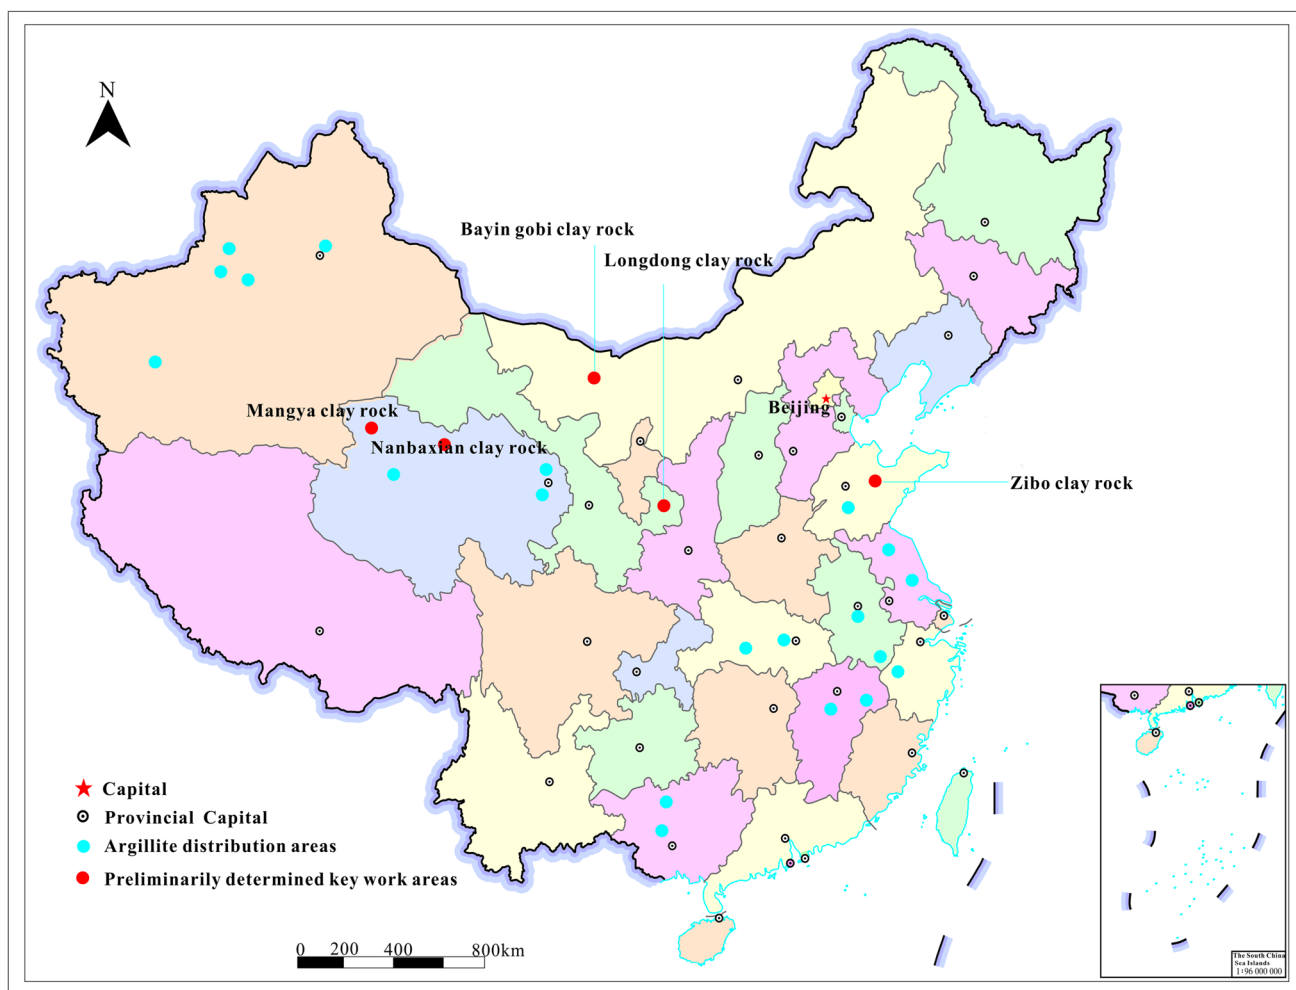 N
Bayin gobi clay rock
Longdong clay rock
Mangya clay rock
Beijing
Nanbaxian clay rock
Zibo clay rock
Capital
Provincial Capital
Argillite distribution areas
Preliminarily determined key work areas
0 200 400 800km
The South China
Sea Islands
1:96 000 000